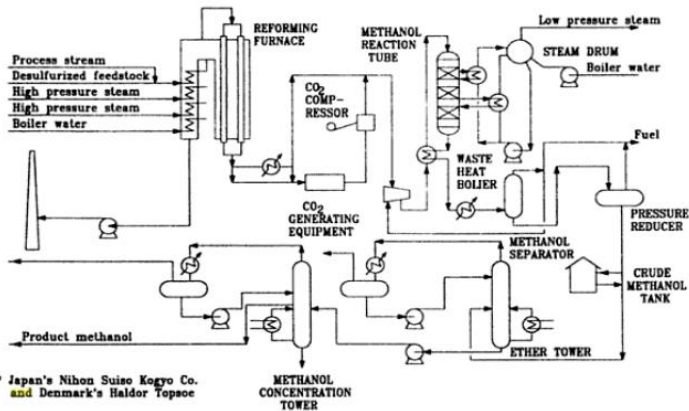 REFORMING
FURNACE
METHANOL
REACTION
TUBE
Low pressure steam
STEAM DRUM
Process stream
Desulfurized feedstock
High pressure steam
High pressure steam
Boiler water
CO2
COMP-
RESSOR
Boiler water
Fuel
WASTE
HEAT
BOLIER
CO2
GENERATING
EQUIPMENT
PRESSURE
REDUCER
METHANOL
SEPARATOR
CRUDE
METHANOL
TANK
Product methanol
ETHER TOWER
METHANOL
CONCENTRATION
TOWER
Japan's Nihon Suiso Kogyo Co.
and Denmark's Haldor Topsoe